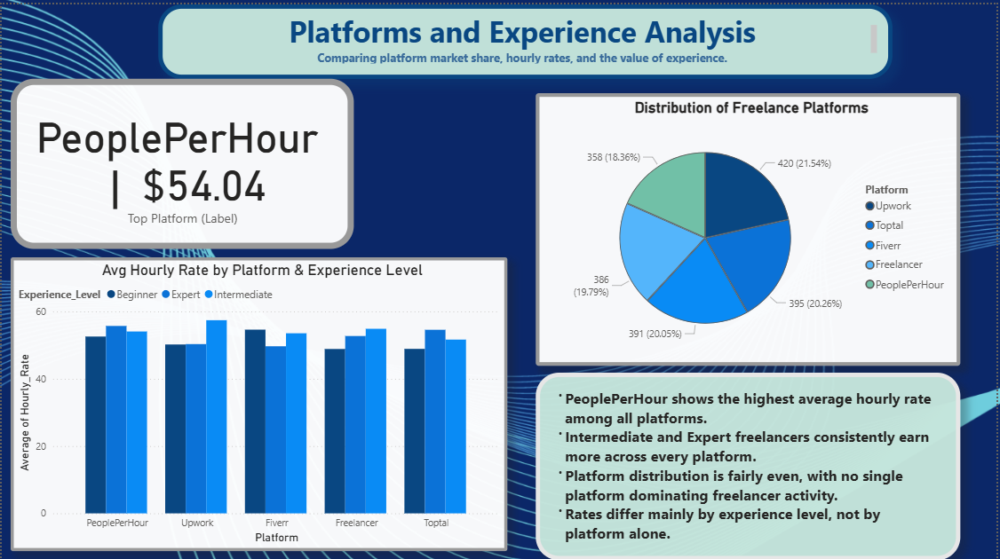 Platforms and Experience Analysis
Comparing platform market share, hourly rates, and the value of experience.
PeoplePerHour
| $54.04
Top Platform (Label)
Distribution of Freelance Platforms
358 (18.36%)
420 (21.54%)
386
(19.79%)
395 (20.26%)
391 (20.05%)
Platform
Upwork
Toptal
Fiverr
Freelancer
PeoplePerHour
Avg Hourly Rate by Platform & Experience Level
Experience_Level Beginner Expert Intermediate
Average of Hourly_Rate
60
40
20
0
PeoplePerHour Upwork Fiverr Freelancer Toptal
Platform
· PeoplePerHour shows the highest average hourly rate
among all platforms.
· Intermediate and Expert freelancers consistently earn
more across every platform.
· Platform distribution is fairly even, with no single
platform dominating freelancer activity.
· Rates differ mainly by experience level, not by
platform alone.